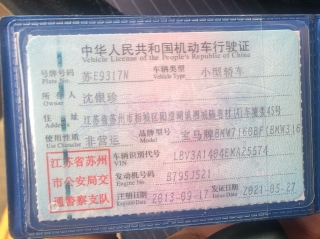 中华人民共和国机动车行驶证
Vehicle License of the People's Republic of China
号牌号码 苏E9317N 车辆类型 小型轿车
Plate No. Vehicle Type
所有人 沈银珍
Owner
住址 江苏省苏州市相城区
Address
使用性质 非营运 品牌型号 宝马牌
Use Character Model
车辆识别代号
VIN
发动机号码 B795J521
Engine No.
注册日期 2013-09-17 发证日期 2021-05-27
Register Date Issue Date
江苏省苏州
市公安局交
通警察支队